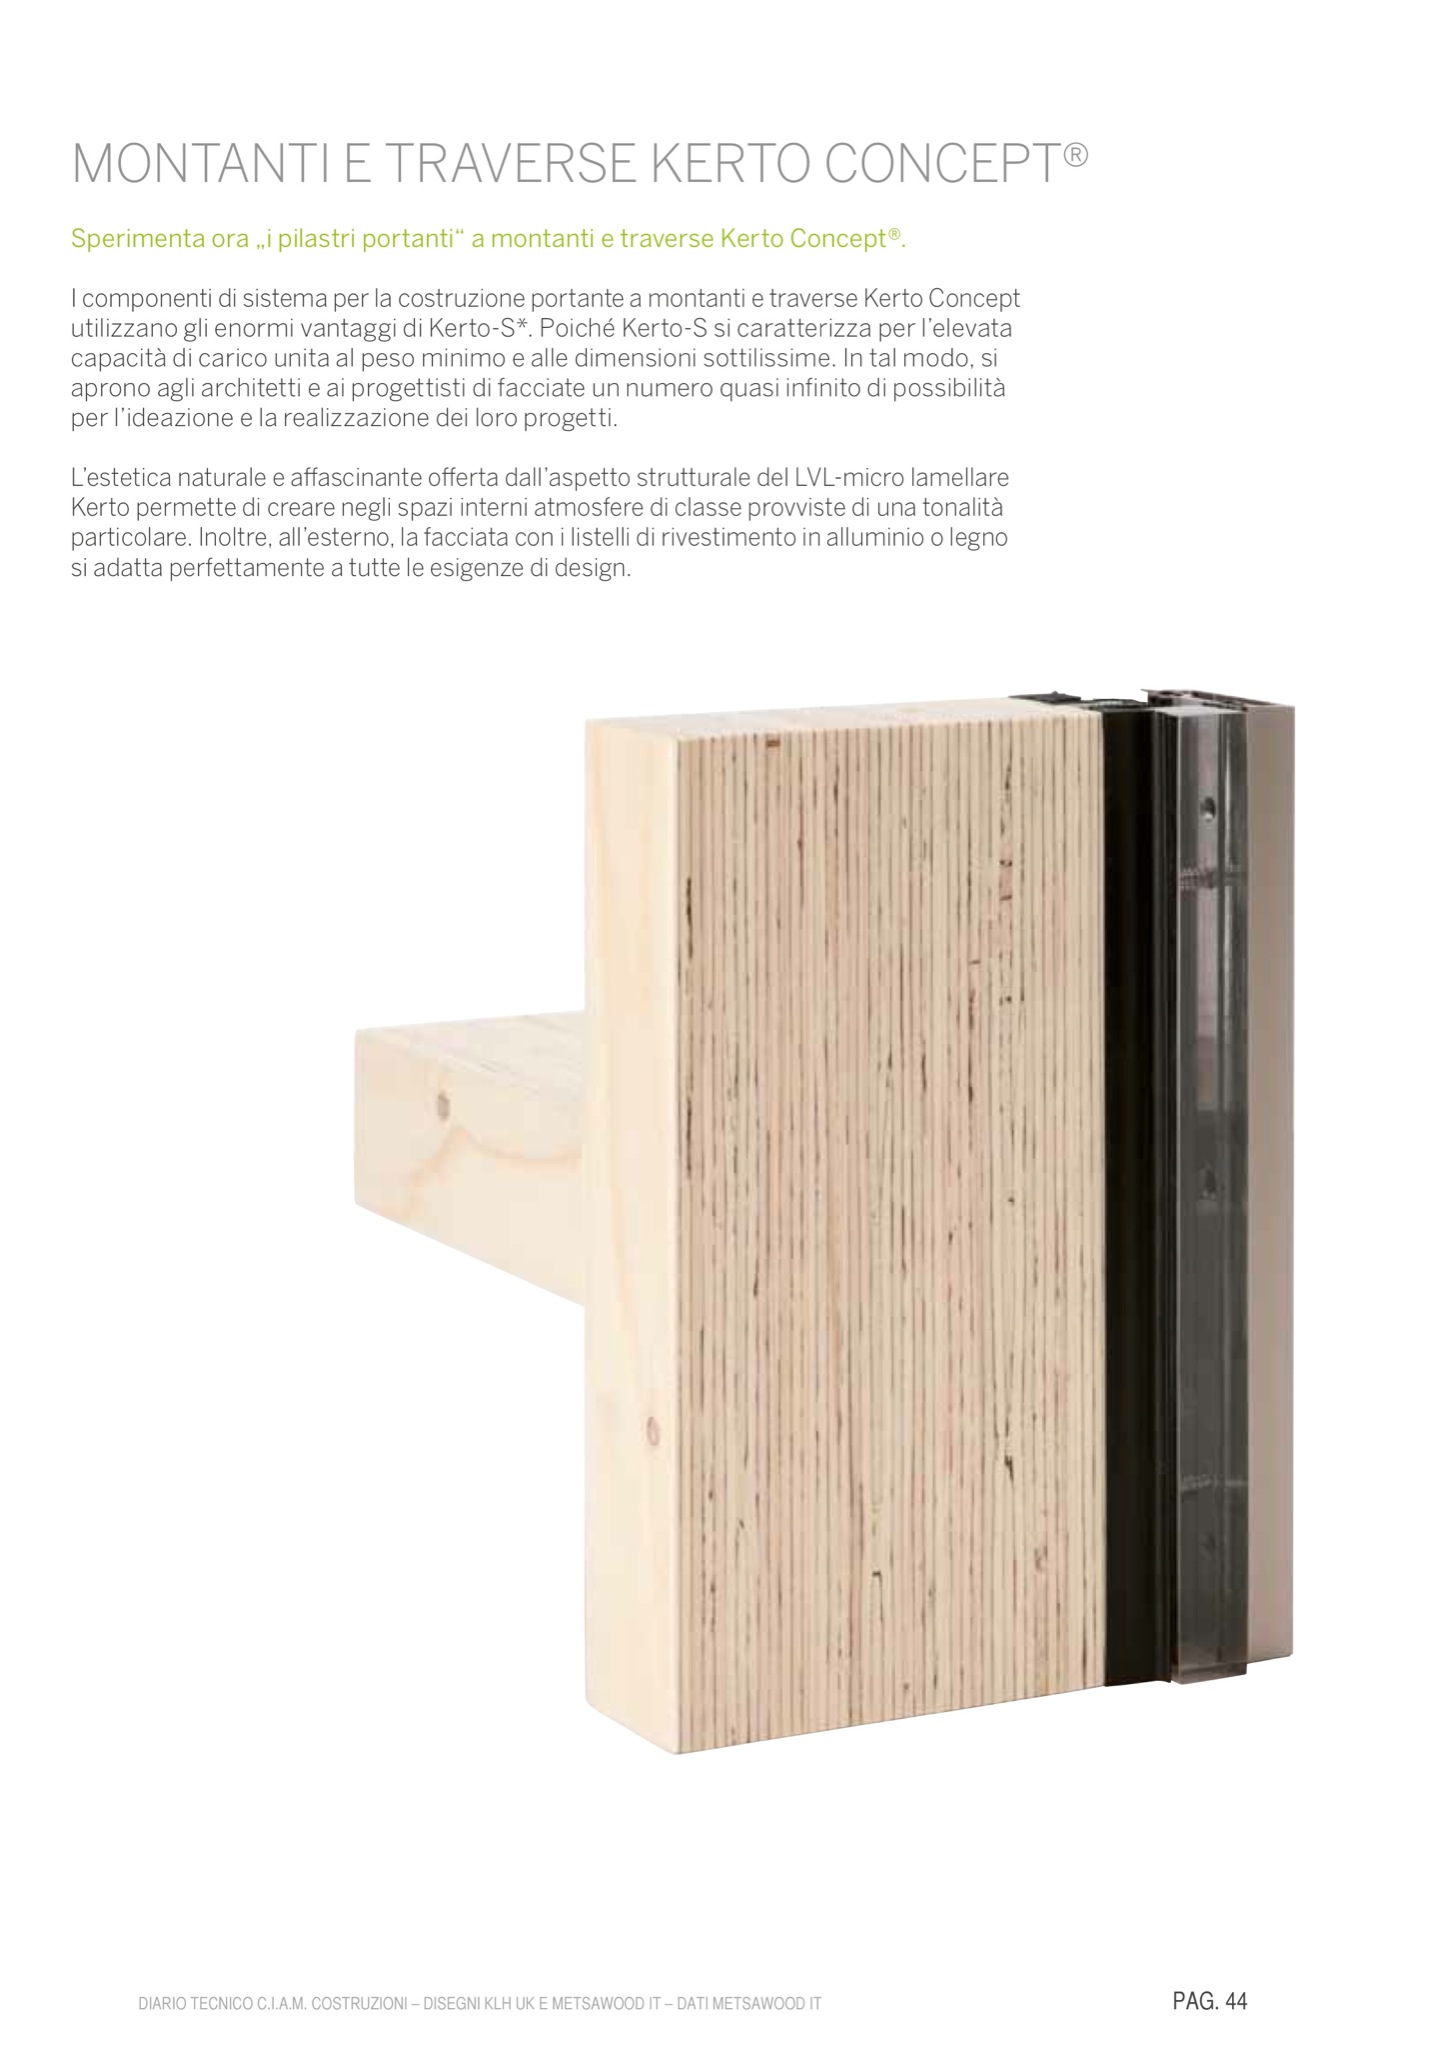 MONTANTI E TRAVERSE KERTO CONCEPT®
Sperimenta ora „i pilastri portanti“ a montanti e traverse Kerto Concept®.
I componenti di sistema per la costruzione portante a montanti e traverse Kerto Concept
utilizzano gli enormi vantaggi di Kerto-S*. Poiché Kerto-S si caratterizza per l’elevata
capacità di carico unita al peso minimo e alle dimensioni sottilissime. In tal modo, si
aprono agli architetti e ai progettisti di facciate un numero quasi infinito di possibilità
per l’ideazione e la realizzazione dei loro progetti.
L’estetica naturale e affascinante offerta dall’aspetto strutturale del LVL-micro lamellare
Kerto permette di creare negli spazi interni atmosfere di classe provviste di una tonalità
particolare. Inoltre, all’esterno, la facciata con i listelli di rivestimento in alluminio o legno
si adatta perfettamente a tutte le esigenze di design.
DIARIO TECNICO C.I.A.M. COSTRUZIONI – DISEGNI KLH UK E METSAWOOD IT – DATI METSAWOOD IT
PAG. 44